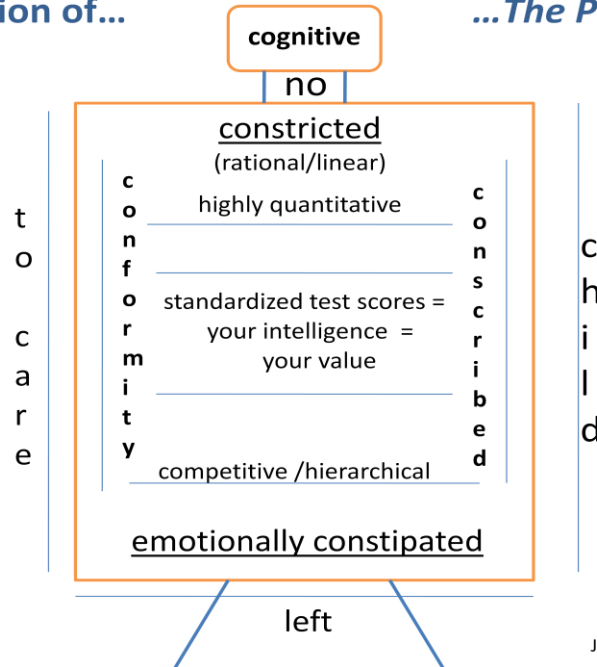 ion of...
...The P
cognitive
no
constricted
(rational/linear)
highly quantitative
conformity
conscribed
standardized test scores =
your intelligence =
your value
competitive /hierarchical
emotionally constipated
to care
child
left
J